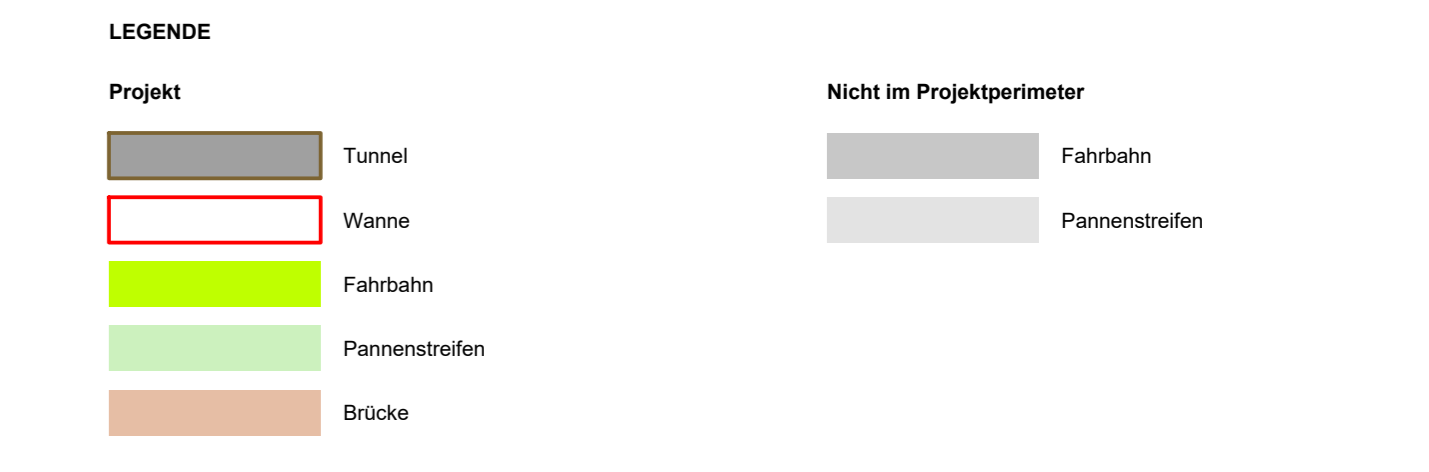 LEGENDE
Projekt
Tunnel
Wanne
Fahrbahn
Pannenstreifen
Brücke
Nicht im Projektperimeter
Fahrbahn
Pannenstreifen